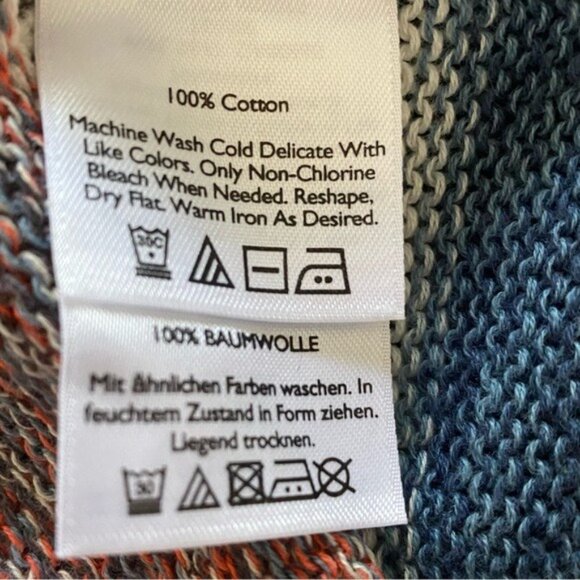 100% Cotton
Machine Wash Cold Delicate With
Like Colors. Only Non-Chlorine
Bleach When Needed. Reshape,
Dry Flat. Warm Iron As Desired.
30C
100% BAUMWOLLE
Mit Ähnlichen Farben waschen. In
feuchtem Zustand in Form ziehen.
Liegend trocknen.
30